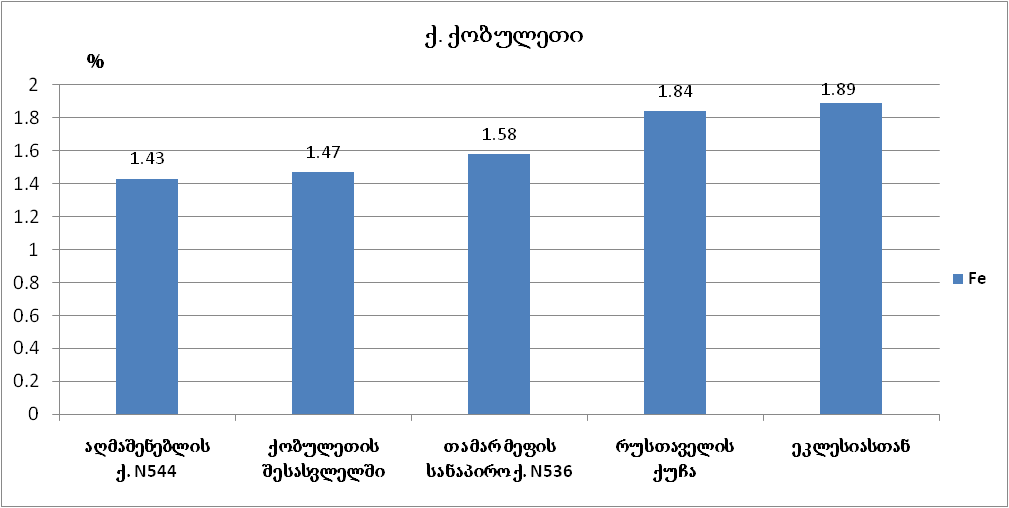 ქ. ქობულეთი
%
2
1.8
1.6
1.4
1.2
1
0.8
0.6
0.4
0.2
0
1.43
1.47
1.58
1.84
1.89
Fe
აღმაშენებლის
ქ. N544
ქობულეთის
შესასვლელში
თამარ მეფის
სანაპირო ქ. N536
რუსთაველის
ქუჩა
ეკლესიასთან